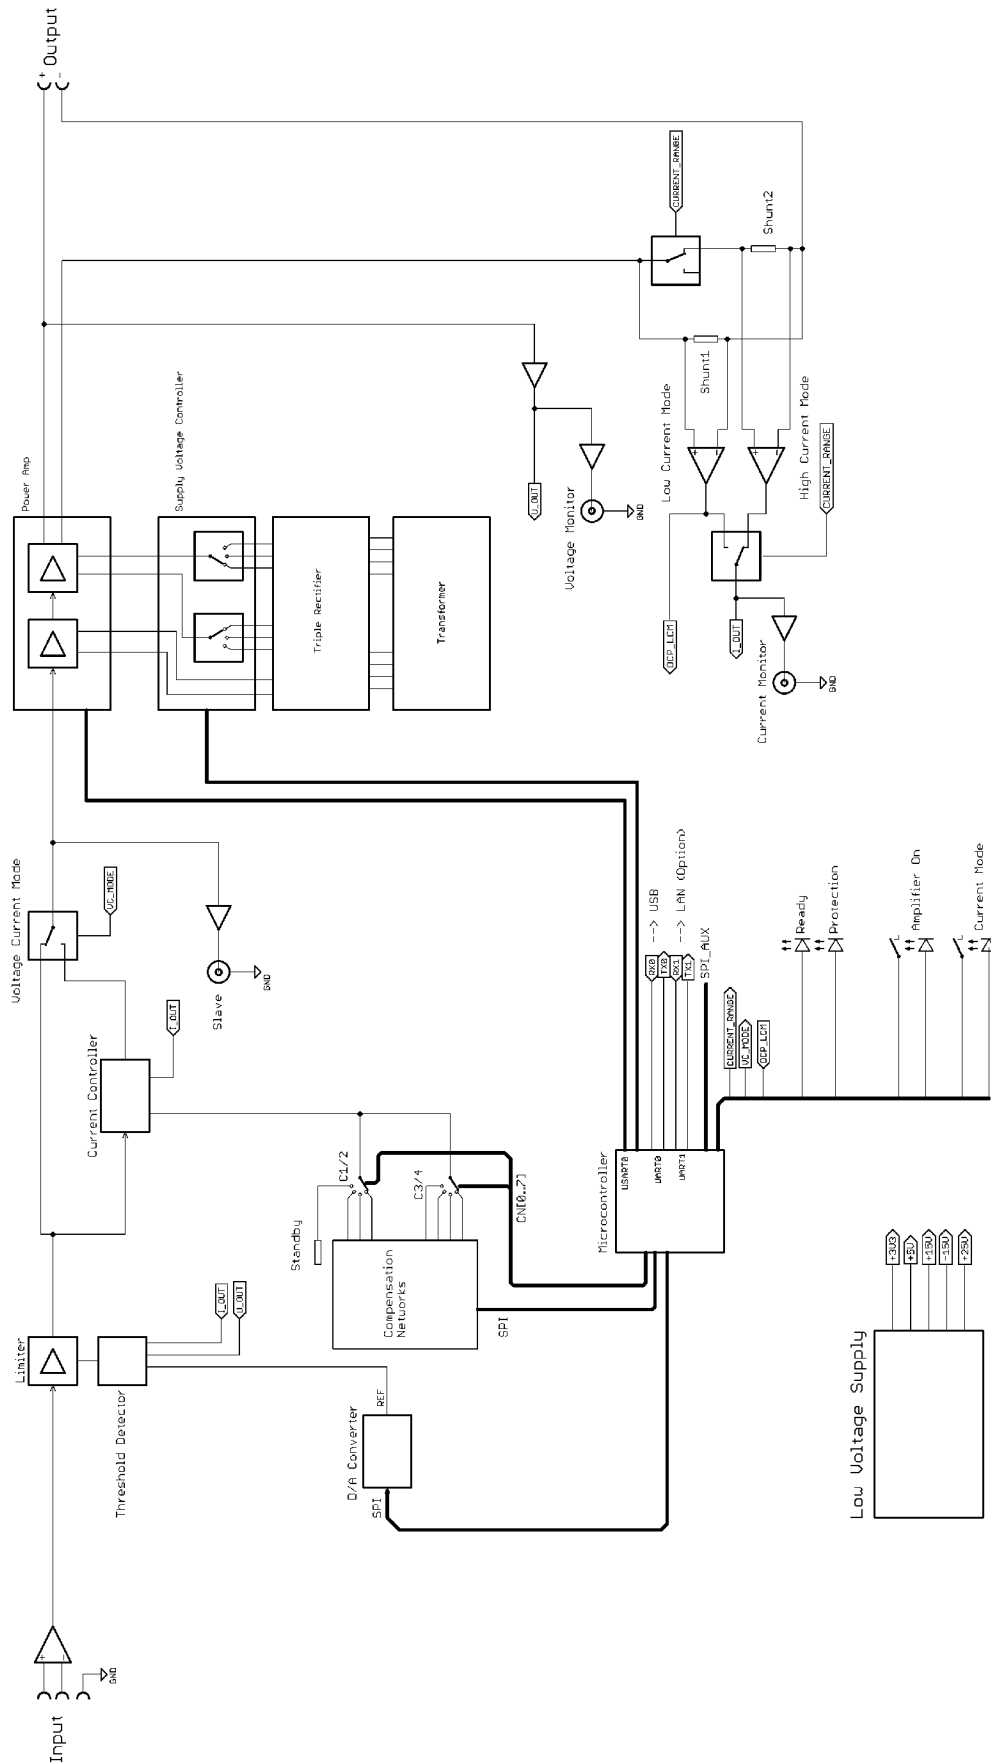 Input
+
-
GND
Limiter
Threshold Detector
I_OUT
U_OUT
D/A Converter
REF
SPI
Standby
Compensation
Networks
SPI
C1/2
C3/4
CN[0..7]
Current Controller
I_OUT
Voltage Current Mode
VC_MODE
Slave
GND
Power Amp
Supply Voltage Controller
Triple Rectifier
Transformer
Output
+
-
U_OUT
Voltage Monitor
GND
CURRENT_RANGE
Shunt2
Shunt1
Low Current Mode
+
-
High Current Mode
+
-
CURRENT_RANGE
OCP_LCM
I_OUT
Current Monitor
GND
Microcontroller
USART0
UART0
UART1
RX0
TX0
RX1
TX1
---> USB
---> LAN (Option)
SPI_AUX
CURRENT_RANGE
VC_MODE
OCP_LCM
Ready
Protection
Amplifier On
Current Mode
Low Voltage Supply
+3V3
+5V
+15V
-15V
+25V